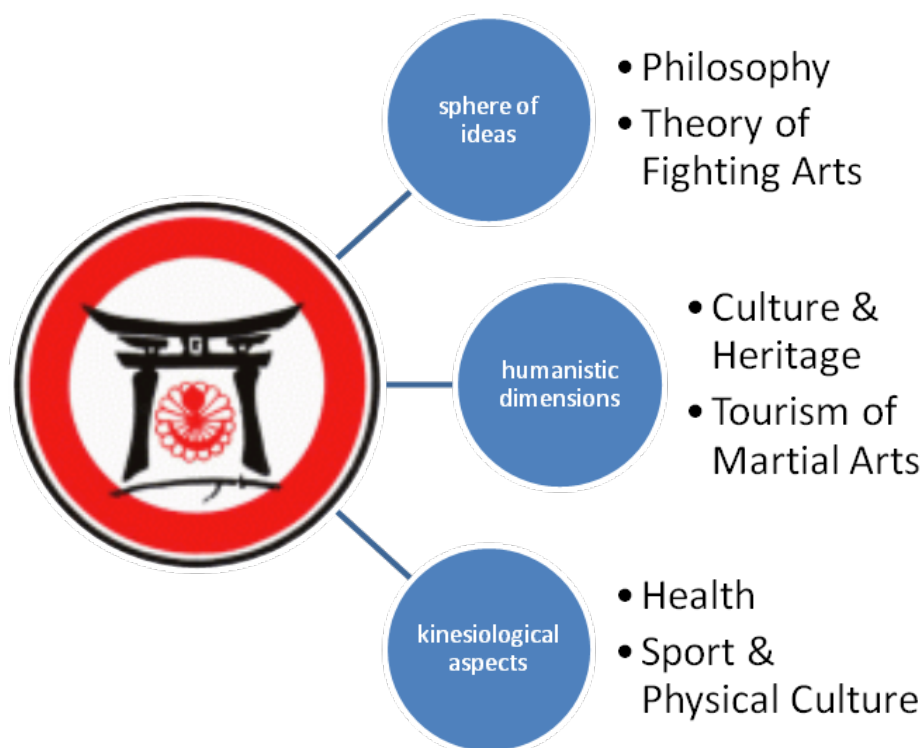 sphere of
ideas
• Philosophy
• Theory of
Fighting Arts
humanistic
dimensions
• Culture &
Heritage
• Tourism of
Martial Arts
kinesiological
aspects
• Health
• Sport &
Physical Culture